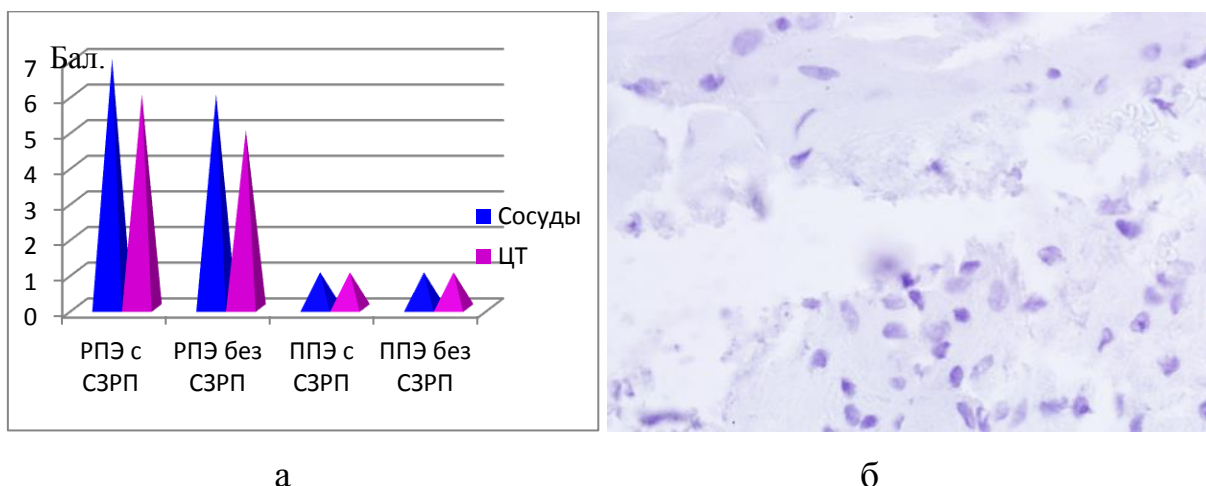 Бал.
7
6
5
4
3
2
1
0
РПЭ с СЗРП
РПЭ без СЗРП
ППЭ с СЗРП
ППЭ без СЗРП
Сосуды
ЦТ
а
б